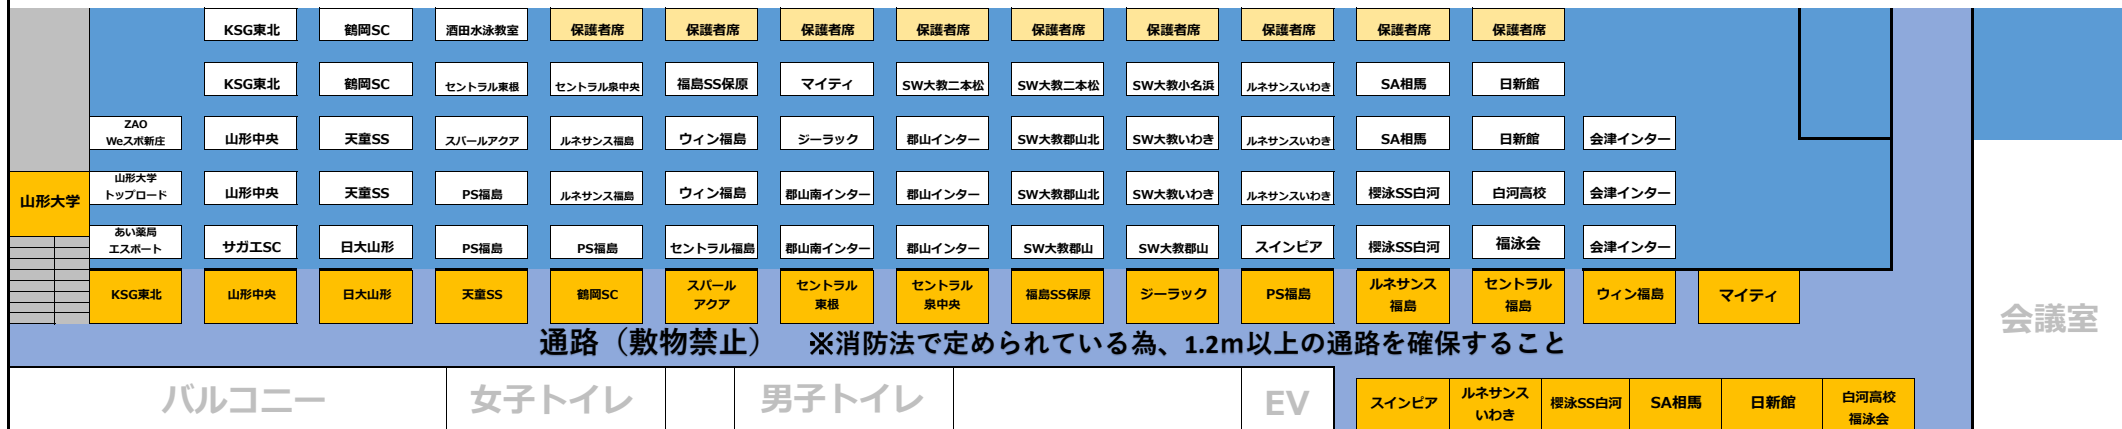 KSG東北 鶴岡SC 酒田水泳教室 保護者席 保護者席 保護者席 保護者席 保護者席 保護者席 保護者席 保護者席 保護者席
KSG東北 鶴岡SC セントラル東根 セントラル泉中央 福島SS保原 マイティ SW大教二本松 SW大教二本松 SW大教小名浜 ルネサンスいわき SA相馬 日新館
ZAO
Weスポ新庄 山形中央 天童SS スパールアクア ルネサンス福島 ウィン福島 ジーラック 郡山インター SW大教郡山北 SW大教いわき ルネサンスいわき SA相馬 日新館 会津インター
山形大学
トップロード 山形中央 天童SS PS福島 ルネサンス福島 ウィン福島 郡山南インター 郡山インター SW大教郡山北 SW大教いわき ルネサンスいわき 櫻泳SS白河 白河高校 会津インター
山形大学
あい薬局
エスポート サガエSC 日大山形 PS福島 PS福島 セントラル福島 郡山南インター 郡山インター SW大教郡山 SW大教郡山 スインピア 櫻泳SS白河 福泳会 会津インター
KSG東北 山形中央 日大山形 天童SS 鶴岡SC スパール
アクア セントラル
東根 セントラル
泉中央 福島SS保原 ジーラック PS福島 ルネサンス
福島 セントラル
福島 ウィン福島 マイティ
通路（敷物禁止） ※消防法で定められている為、1.2m以上の通路を確保すること
会議室
バルコニー 女子トイレ 男子トイレ EV
スインピア ルネサンス
いわき 櫻泳SS白河 SA相馬 日新館 白河高校
福泳会